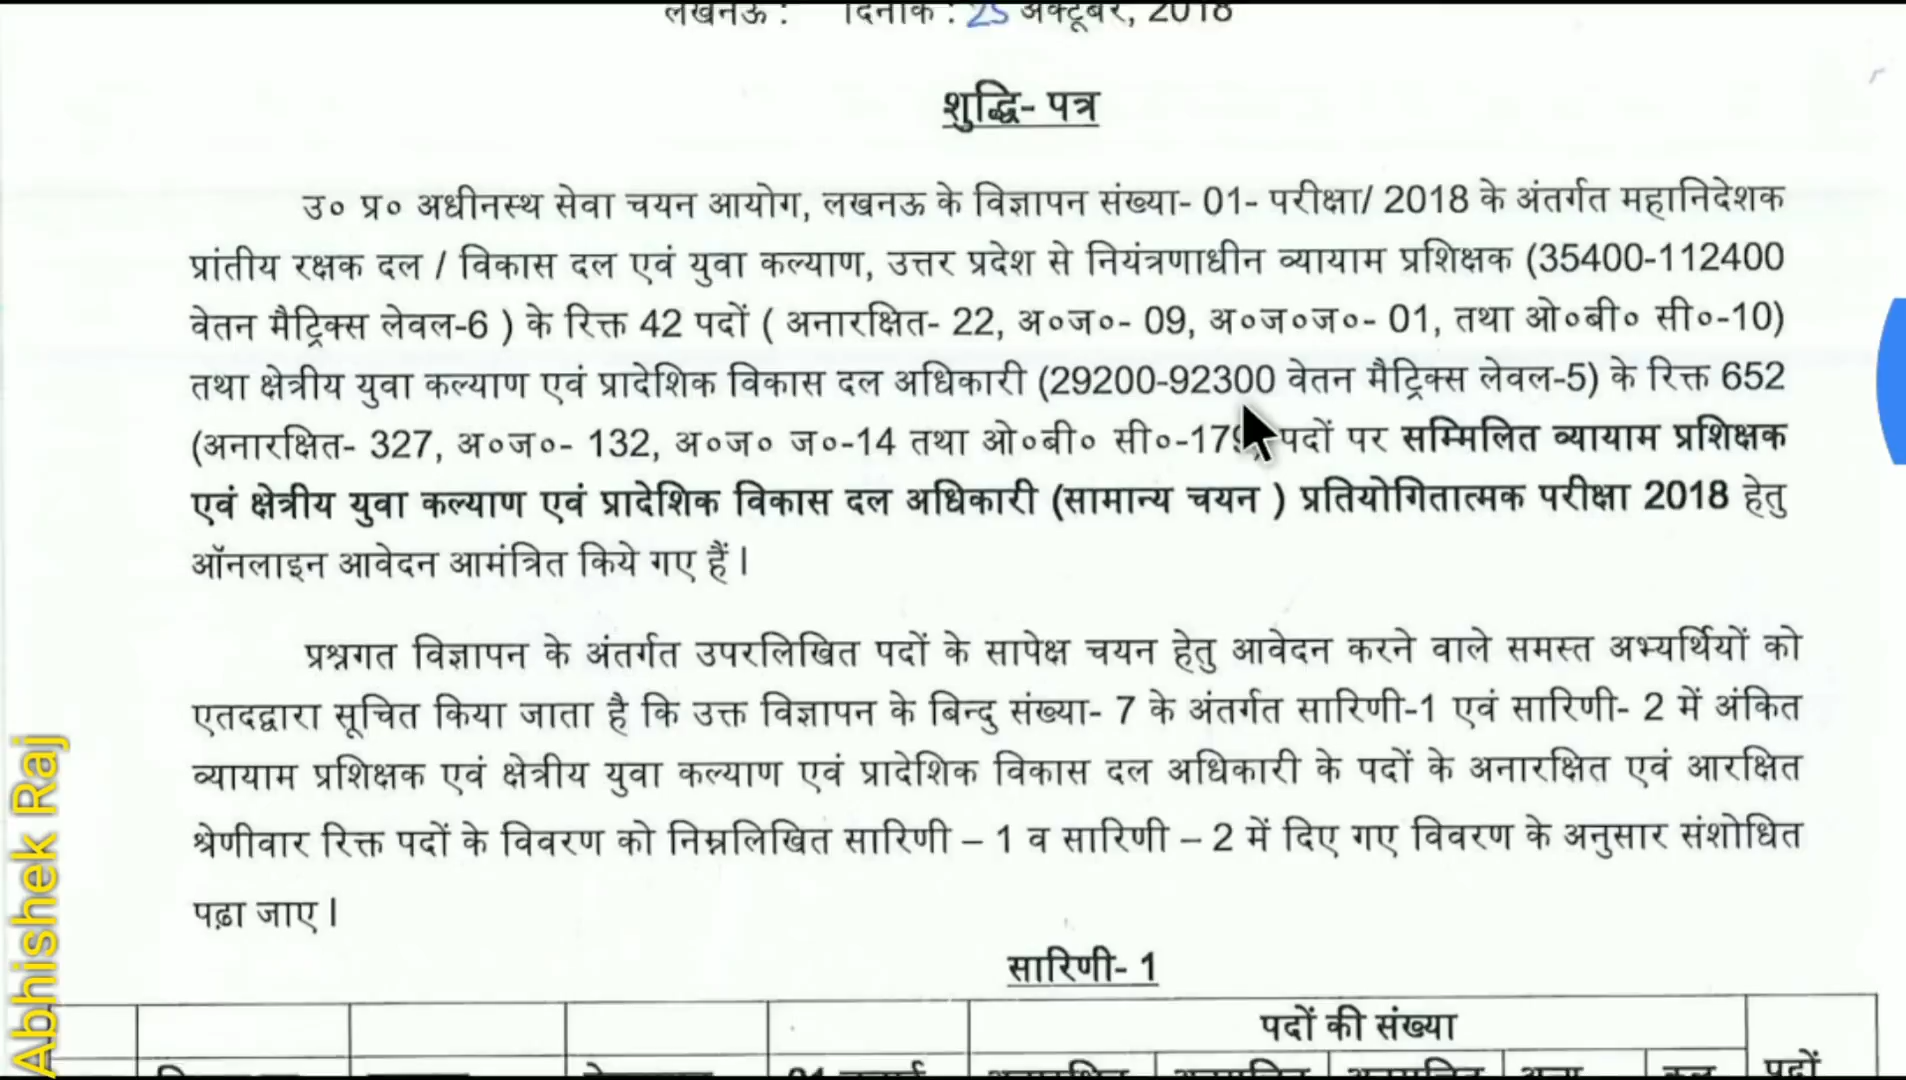 लखनऊ : दिनांक : 25 अक्टूबर, 2018
शुद्धि- पत्र
उ० प्र० अधीनस्थ सेवा चयन आयोग, लखनऊ के विज्ञापन संख्या- 01- परीक्षा/ 2018 के अंतर्गत महानिदेशक
प्रांतीय रक्षक दल / विकास दल एवं युवा कल्याण, उत्तर प्रदेश से नियंत्रणाधीन व्यायाम प्रशिक्षक (35400-112400
वेतन मैट्रिक्स लेवल-6 ) के रिक्त 42 पदों ( अनारक्षित- 22, अ०ज०- 09, अ०ज०ज०- 01, तथा ओ०बी० सी०-10)
तथा क्षेत्रीय युवा कल्याण एवं प्रादेशिक विकास दल अधिकारी (29200-92300 वेतन मैट्रिक्स लेवल-5) के रिक्त 652
(अनारक्षित- 327, अ०ज०- 132, अ०ज० ज०-14 तथा ओ०बी० सी०-179) पदों पर सम्मिलित व्यायाम प्रशिक्षक
एवं क्षेत्रीय युवा कल्याण एवं प्रादेशिक विकास दल अधिकारी (सामान्य चयन ) प्रतियोगितात्मक परीक्षा 2018 हेतु
ऑनलाइन आवेदन आमंत्रित किये गए हैं।
प्रश्नगत विज्ञापन के अंतर्गत उपरलिखित पदों के सापेक्ष चयन हेतु आवेदन करने वाले समस्त अभ्यर्थियों को
एतदद्वारा सूचित किया जाता है कि उक्त विज्ञापन के बिन्दु संख्या- 7 के अंतर्गत सारिणी-1 एवं सारिणी- 2 में अंकित
व्यायाम प्रशिक्षक एवं क्षेत्रीय युवा कल्याण एवं प्रादेशिक विकास दल अधिकारी के पदों के अनारक्षित एवं आरक्षित
श्रेणीवार रिक्त पदों के विवरण को निम्नलिखित सारिणी – 1 व सारिणी – 2 में दिए गए विवरण के अनुसार संशोधित
पढ़ा जाए।
सारिणी- 1
पदों की संख्या
पदों
Abhishek Raj